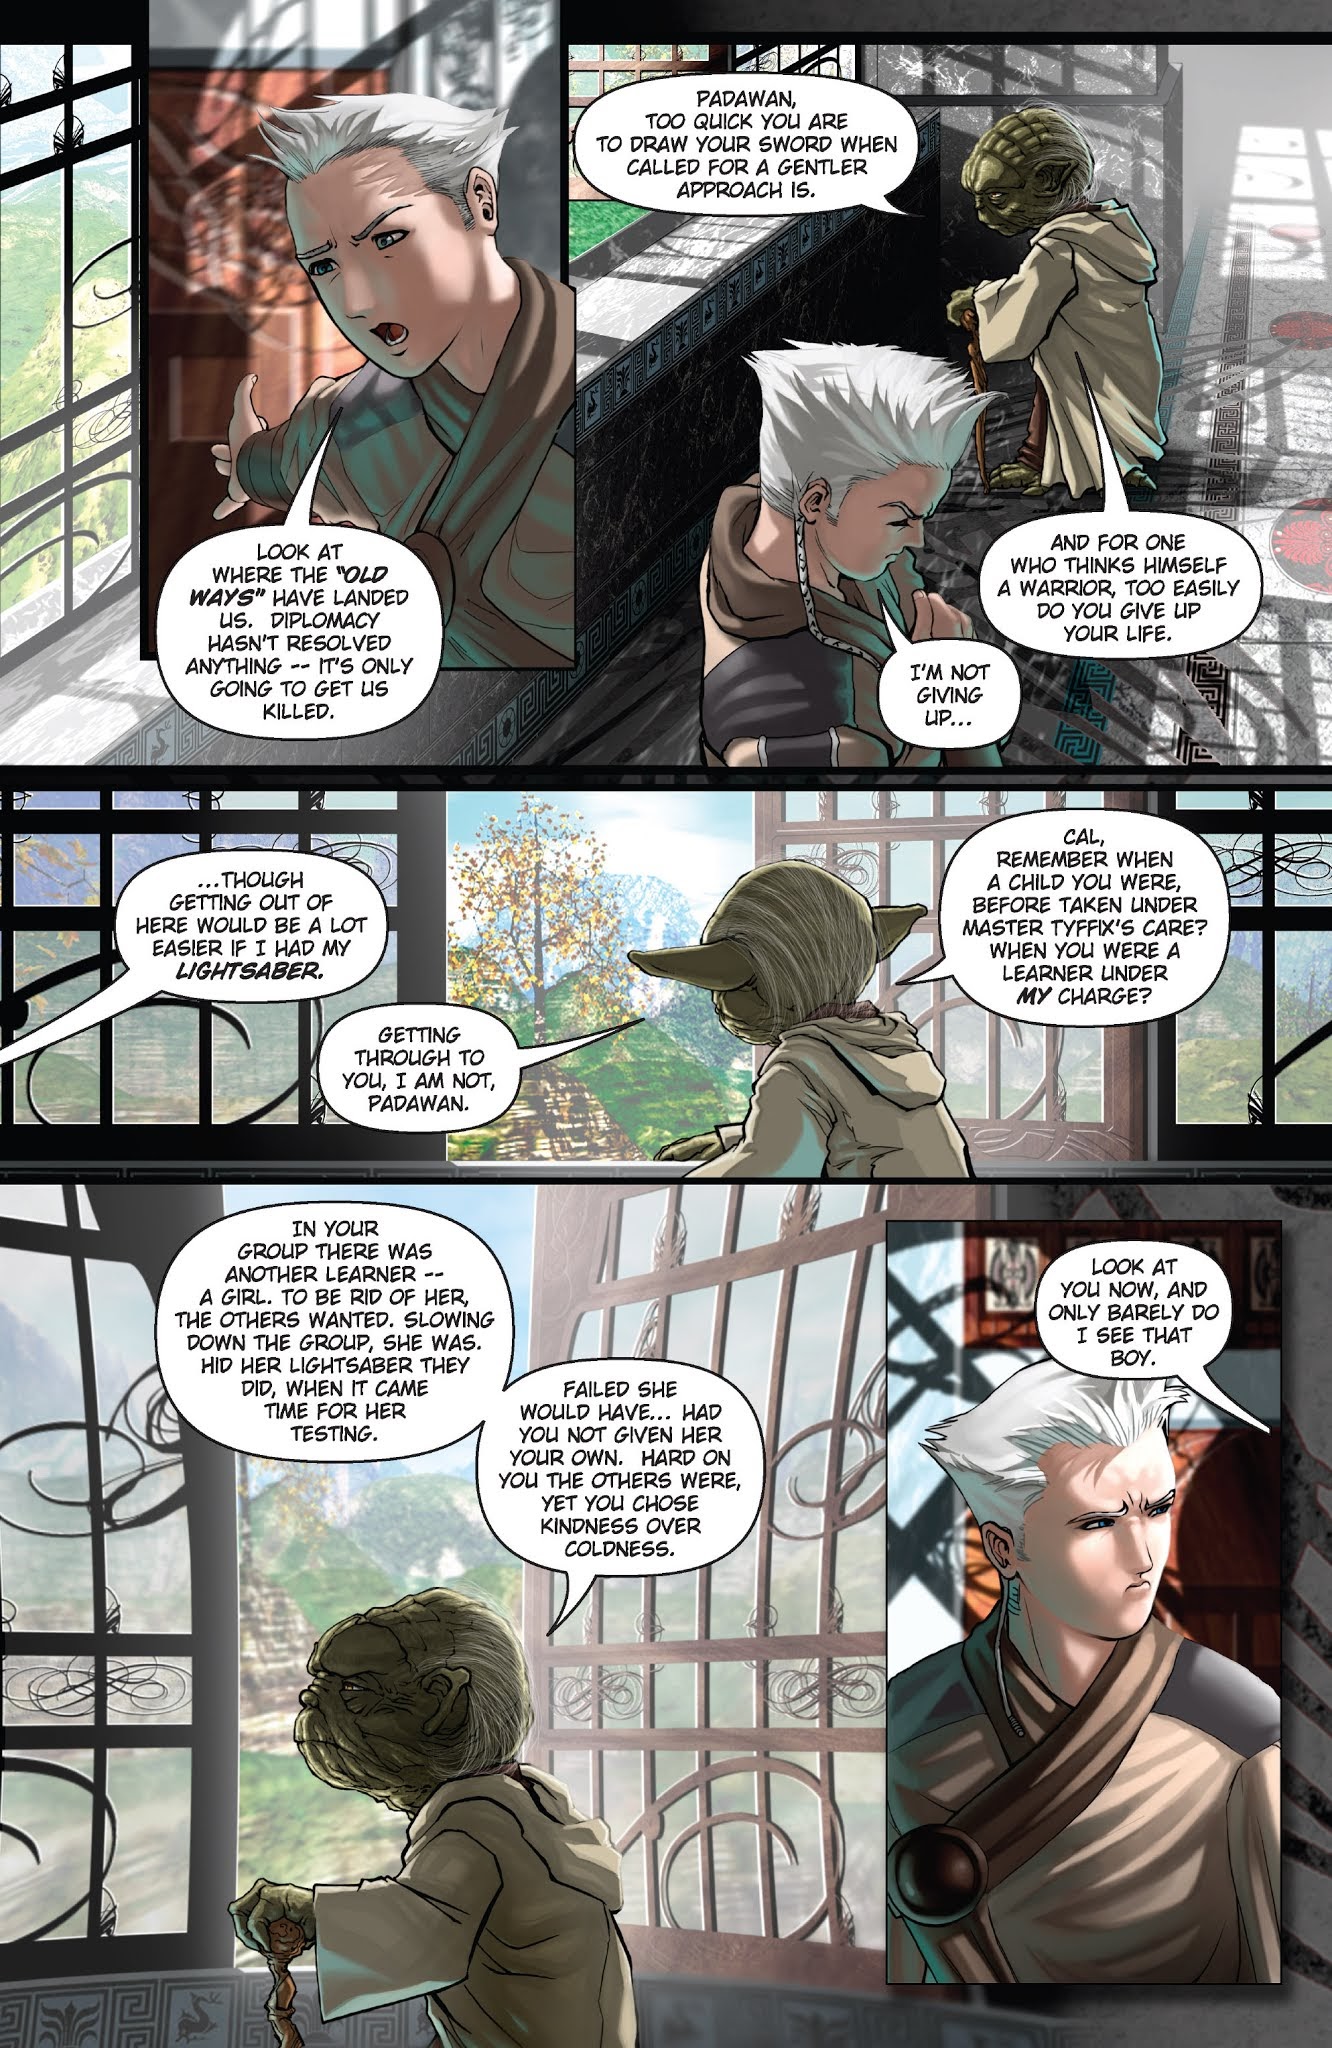 LOOK AT
WHERE THE "OLD
WAYS" HAVE LANDED
US. DIPLOMACY
HASN'T RESOLVED
ANYTHING -- IT'S ONLY
GOING TO GET US
KILLED.
PADAWAN,
TOO QUICK YOU ARE
TO DRAW YOUR SWORD WHEN
CALLED FOR A GENTLER
APPROACH IS.
AND FOR ONE
WHO THINKS HIMSELF
A WARRIOR, TOO EASILY
DO YOU GIVE UP
YOUR LIFE.
I'M NOT
GIVING
UP...
...THOUGH
GETTING OUT OF
HERE WOULD BE A LOT
EASIER IF I HAD MY
LIGHTSABER.
GETTING
THROUGH TO
YOU, I AM NOT,
PADAWAN.
CAL,
REMEMBER WHEN
A CHILD YOU WERE,
BEFORE TAKEN UNDER
MASTER TYFFIX'S CARE?
WHEN YOU WERE A
LEARNER UNDER
MY CHARGE?
IN YOUR
GROUP THERE WAS
ANOTHER LEARNER --
A GIRL. TO BE RID OF HER,
THE OTHERS WANTED. SLOWING
DOWN THE GROUP, SHE WAS.
HID HER LIGHTSABER THEY
DID, WHEN IT CAME
TIME FOR HER
TESTING.
FAILED SHE
WOULD HAVE... HAD
YOU NOT GIVEN HER
YOUR OWN. HARD ON
YOU THE OTHERS WERE,
YET YOU CHOSE
KINDNESS OVER
COLDNESS.
LOOK AT
YOU NOW, AND
ONLY BARELY DO
I SEE THAT
BOY.